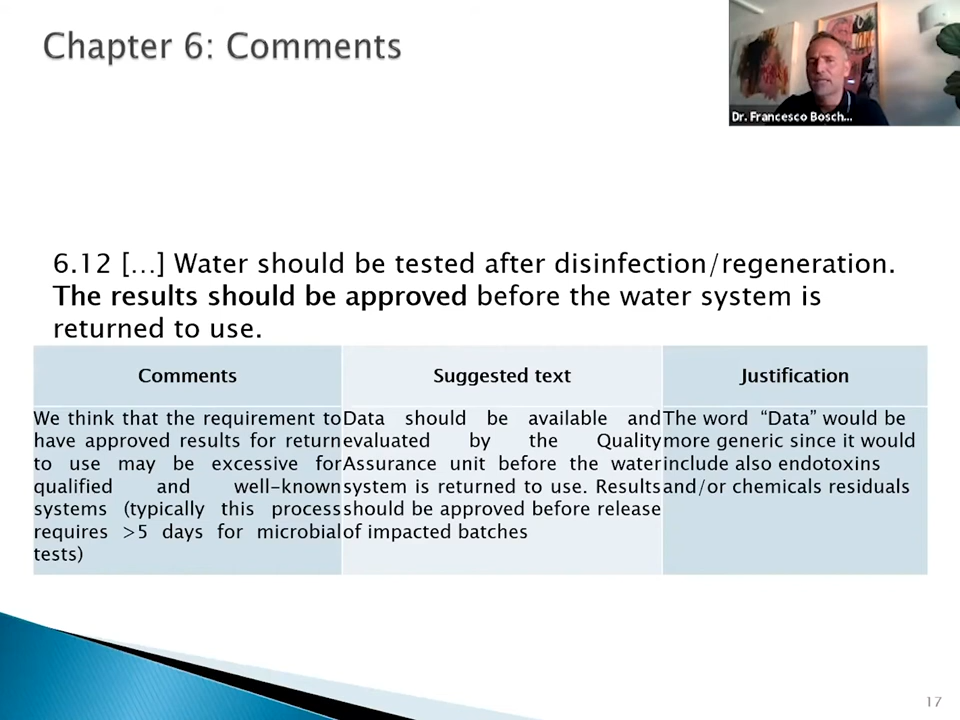 Chapter 6: Comments
Dr. Francesco Bosch...
6.12 [...] Water should be tested after disinfection/regeneration.
The results should be approved before the water system is
returned to use.
Comments
Suggested text
Justification
We think that the requirement to
have approved results for return
to use may be excessive for
qualified and well-known
systems (typically this process
requires >5 days for microbial
tests)
Data should be available and
evaluated by the Quality
Assurance unit before the water
system is returned to use. Results
should be approved before release
of impacted batches
The word “Data” would be
more generic since it would
include also endotoxins
and/or chemicals residuals
17